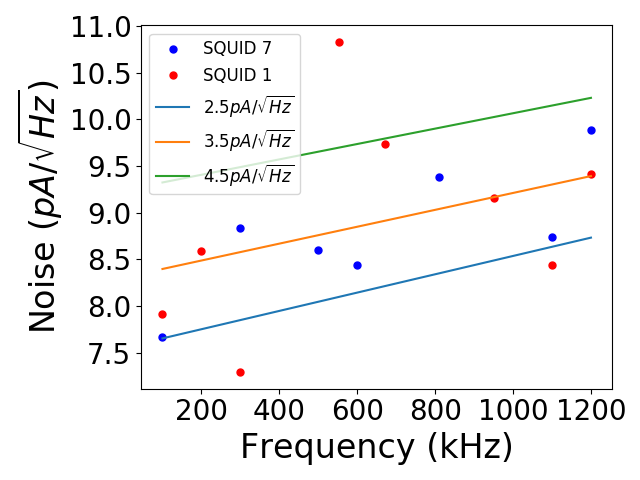 11.0
10.5
10.0
9.5
9.0
8.5
8.0
7.5
Noise (pA/√Hz)
SQUID 7
SQUID 1
2.5pA/√Hz
3.5pA/√Hz
4.5pA/√Hz
200 400 600 800 1000 1200
Frequency (kHz)